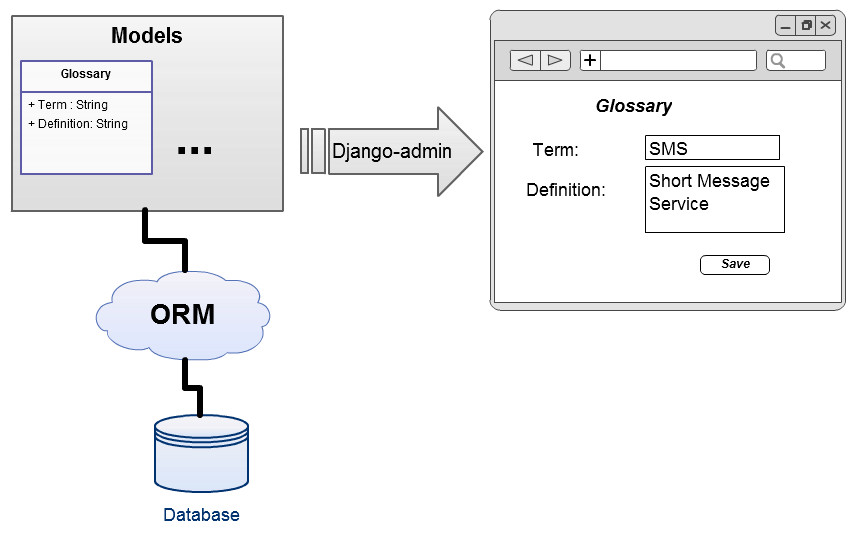 Models
Glossary
+ Term : String
+ Definition: String
...
Django-admin
Glossary
Term:
SMS
Definition:
Short Message
Service
Save
ORM
Database